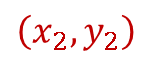 (x₂, y₂)